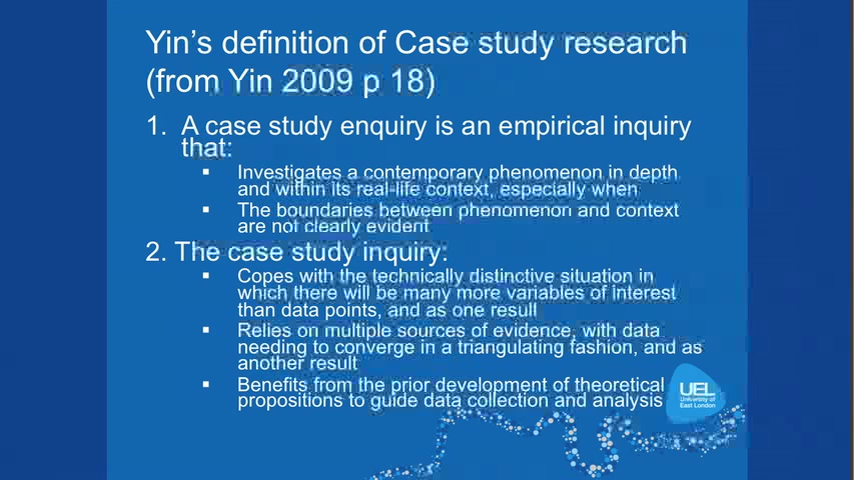 Yin's definition of Case study research
(from Yin 2009 p 18)
1. A case study enquiry is an empirical inquiry
that:
▪ Investigates a contemporary phenomenon in depth
and within its real-life context, especially when
▪ The boundaries between phenomenon and context
are not clearly evident
2. The case study inquiry:
▪ Copes with the technically distinctive situation in
which there will be many more variables of interest
than data points, and as one result
▪ Relies on multiple sources of evidence, with data
needing to converge in a triangulating fashion, and as
another result
▪ Benefits from the prior development of theoretical
propositions to guide data collection and analysis
UEL
University of
East London